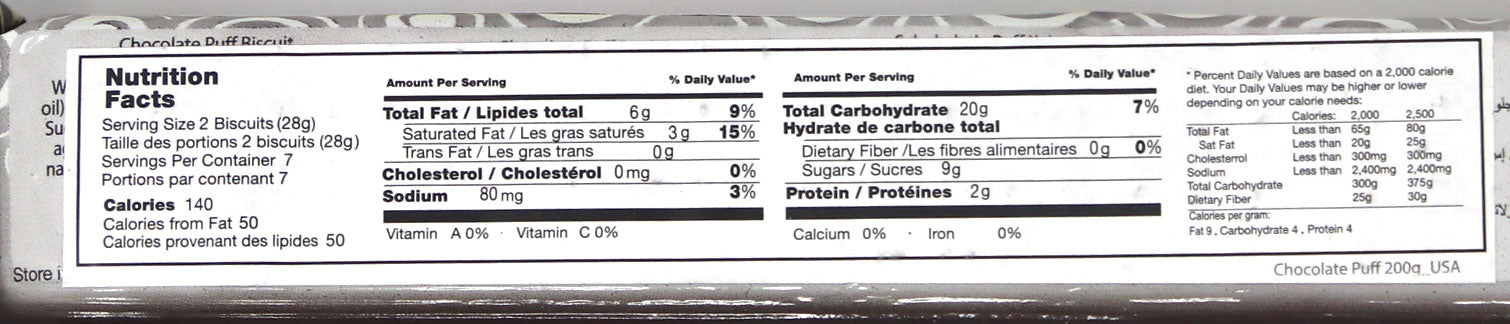 Chocolate Puff Biscuit
W
oil)
Su
na
Store i
Nutrition
Facts
Serving Size 2 Biscuits (28g)
Taille des portions 2 biscuits (28g)
Servings Per Container 7
Portions par contenant 7
Calories 140
Calories from Fat 50
Calories provenant des lipides 50
Amount Per Serving % Daily Value*
Total Fat / Lipides total 6g 9%
Saturated Fat / Les gras saturés 3g 15%
Trans Fat / Les gras trans 0g
Cholesterol / Cholestérol 0mg 0%
Sodium 80mg 3%
Vitamin A 0% · Vitamin C 0%
Amount Per Serving % Daily Value*
Total Carbohydrate 20g 7%
Hydrate de carbone total
Dietary Fiber /Les fibres alimentaires 0g 0%
Sugars / Sucres 9g
Protein / Protéines 2g
Calcium 0% · Iron 0%
* Percent Daily Values are based on a 2,000 calorie
diet. Your Daily Values may be higher or lower
depending on your calorie needs:
Calories: 2,000 2,500
Total Fat Less than 65g 80g
Sat Fat Less than 20g 25g
Cholesterrol Less than 300mg 300mg
Sodium Less than 2,400mg 2,400mg
Total Carbohydrate 300g 375g
Dietary Fiber 25g 30g
Calories per gram:
Fat 9 . Carbohydrate 4 . Protein 4
Chocolate Puff 200g_USA